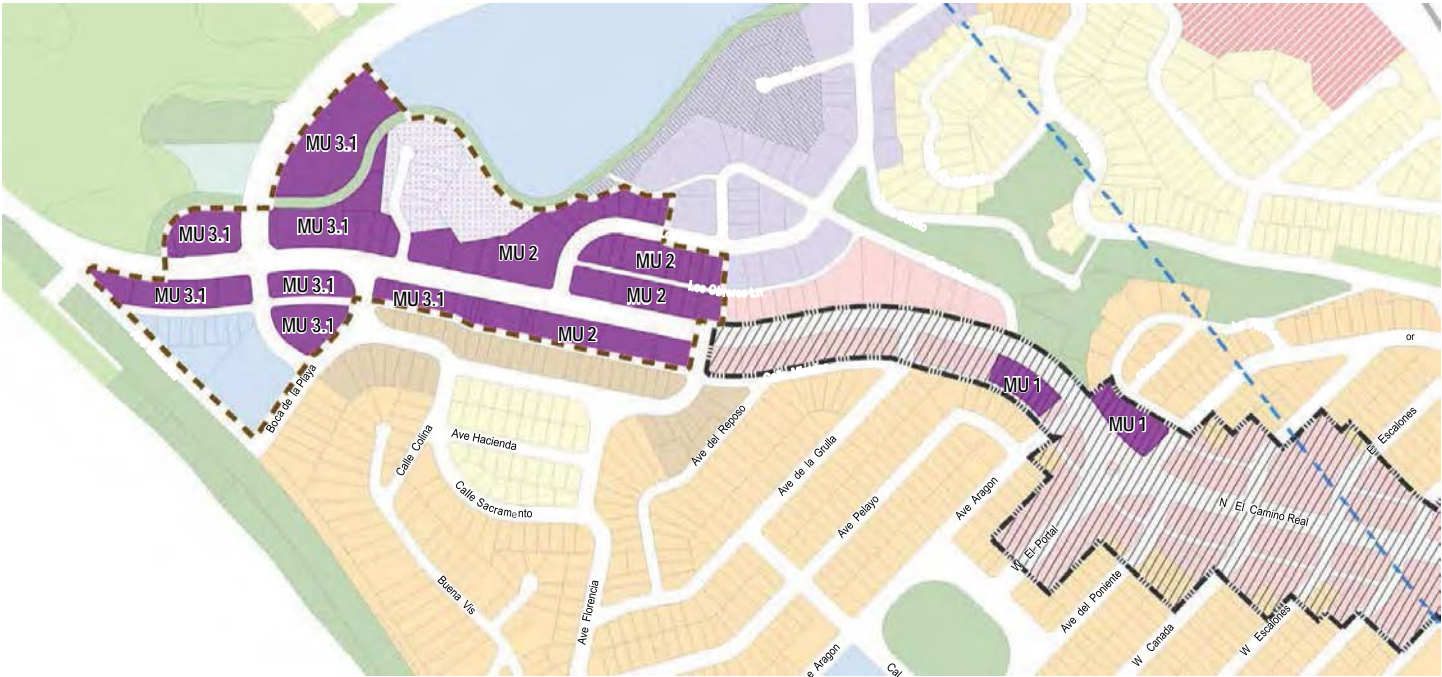 MU 3.1
MU 3.1
MU 3.1
MU 2
MU 2
MU 3.1
MU 3.1
MU 3.1
MU 2
MU 3.1
MU 2
or
MU 1
MU 1
Boca de la Playa
Calle Colina
Ave Hacienda
Calle Sacramento
Ave del Reposo
Ave de la Grulla
Ave Pelayo
Ave Aragon
W El Portal
N El Camino Real
Escalones
Buena Vis
Ave Florencia
Ave del Poniente
W Canada
W Escalones
e Aragon
Cal